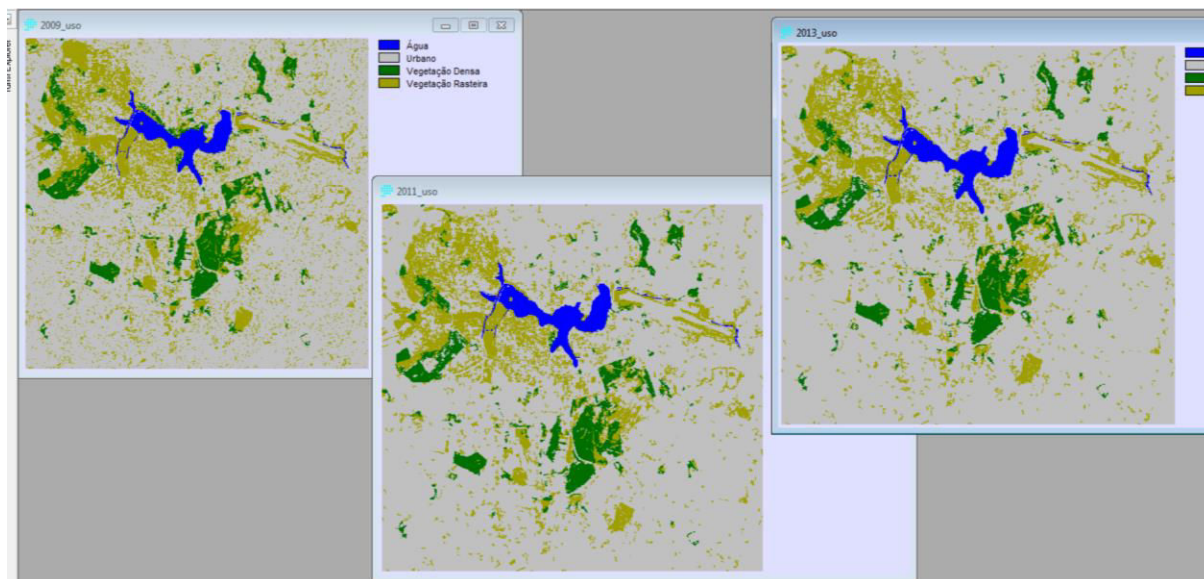 2009_uso
Água
Urbano
Vegetação Densa
Vegetação Rasteira
2011_uso
2013_uso